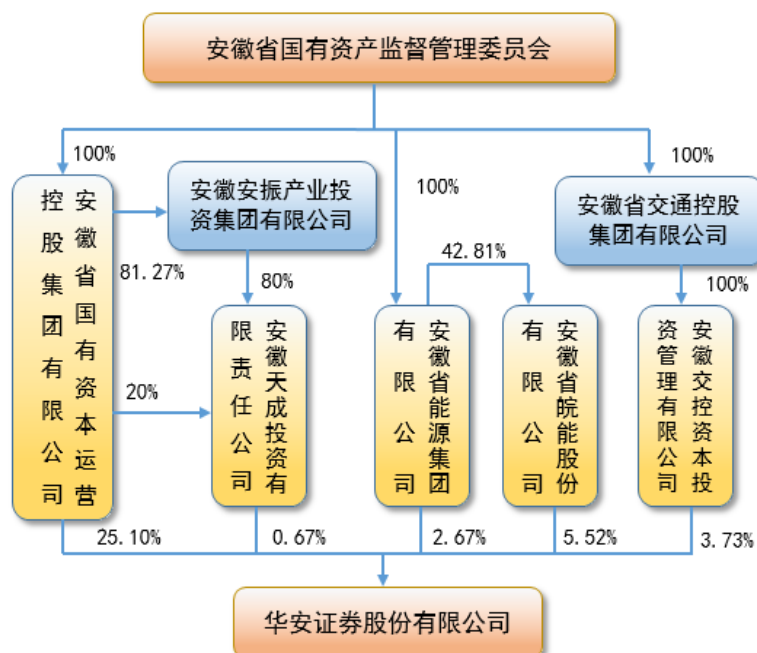 安徽省国有资产监督管理委员会
100%
100%
100%
安徽省国有资本运营
控股集团有限公司
安徽安振产业投
资集团有限公司
安徽省交通控股
集团有限公司
81.27%
80%
42.81%
100%
20%
安徽天成投资有
限责任公司
安徽省能源集团
有限公司
安徽省皖能股份
有限公司
安徽交控资本投
资管理有限公司
25.10%
0.67%
2.67%
5.52%
3.73%
华安证券股份有限公司